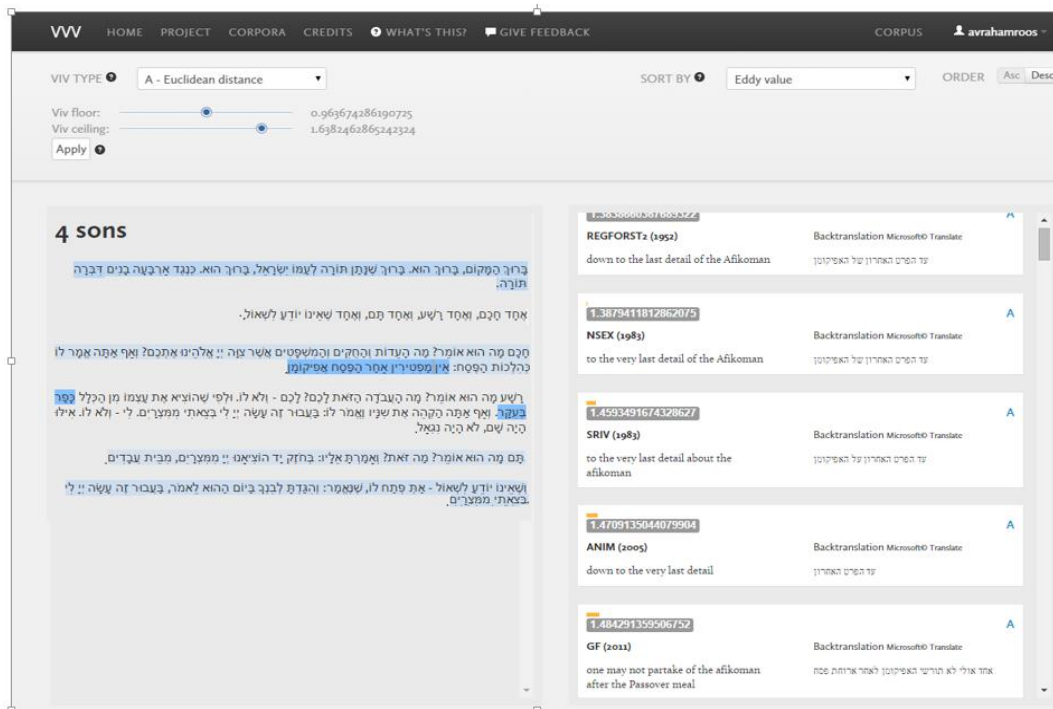 VVV HOME PROJECT CORPORA CREDITS ? WHAT'S THIS? GIVE FEEDBACK CORPUS avrahamroos
VIV TYPE ? A - Euclidean distance SORT BY ? Eddy value ORDER Asc Desc
Viv floor: 0.963674286190725
Viv ceiling: 1.6382462865242324
Apply ?
4 sons
בָּרוּךְ הַמָּקוֹם, בָּרוּךְ הוּא. בָּרוּךְ שֶׁנָּתַן תּוֹרָה לְעַמּוֹ יִשְׂרָאֵל, בָּרוּךְ הוּא. כְּנֶגֶד אַרְבָּעָה בָנִים דִּבְּרָה
תּוֹרָה.
אֶחָד חָכָם, וְאֶחָד רָשָׁע, וְאֶחָד תָּם, וְאֶחָד שֶׁאֵינוֹ יוֹדֵעַ לִשְׁאוֹל.
חָכָם מָה הוּא אוֹמֵר? מָה הָעֵדוֹת וְהַחֻקִּים וְהַמִּשְׁפָּטִים אֲשֶׁר צִוָּה יְיָ אֱלֹהֵינוּ אֶתְכֶם? וְאַף אַתָּה אֱמָר לוֹ
כְּהִלְכוֹת הַפֶּסַח: אֵין מַפְטִירִין אַחַר הַפֶּסַח אֲפִיקוֹמָן.
רָשָׁע מָה הוּא אוֹמֵר? מָה הָעֲבֹדָה הַזֹּאת לָכֶם? לָכֶם - וְלֹא לוֹ. וּלְפִי שֶׁהוֹצִיא אֶת עַצְמוֹ מִן הַכְּלָל כָּפַר
בְּעִקָּר. וְאַף אַתָּה הַקְהֵה אֶת שִׁנָּיו וֶאֱמֹר לוֹ: בַּעֲבוּר זֶה עָשָׂה יְיָ לִי בְּצֵאתִי מִמִּצְרַיִם. לִי - וְלֹא לוֹ. אִילּוּ
הָיָה שָׁם, לֹא הָיָה נִגְאָל.
תָּם מָה הוּא אוֹמֵר? מָה זֹאת? וְאָמַרְתָּ אֵלָיו: בְּחֹזֶק יָד הוֹצִיאָנוּ יְיָ מִמִּצְרַיִם, מִבֵּית עֲבָדִים.
וְשֶׁאֵינוֹ יוֹדֵעַ לִשְׁאוֹל - אַתְּ פְּתַח לוֹ, שֶׁנֶּאֱמַר: וְהִגַּדְתָּ לְבִנְךָ בַּיּוֹם הַהוּא לֵאמֹר, בַּעֲבוּר זֶה עָשָׂה יְיָ לִי
בְּצֵאתִי מִמִּצְרַיִם.
A
REGFORST2 (1952) Backtranslation Microsoft© Translate
down to the last detail of the Afikoman עד הפרט האחרון של האפיקומן
1.3879411812862075 A
NSEX (1983) Backtranslation Microsoft© Translate
to the very last detail of the Afikoman עד הפרט האחרון של האפיקומן
1.4593491674328627 A
SRIV (1983) Backtranslation Microsoft© Translate
to the very last detail about the עד הפרט האחרון על האפיקומן
afikoman
1.4709135044079904 A
ANIM (2005) Backtranslation Microsoft© Translate
down to the very last detail עד הפרט האחרון
1.484291359506752 A
GF (2011) Backtranslation Microsoft© Translate
one may not partake of the afikoman אחד אולי לא תורשי האפיקומן לאחר ארוחת פסח
after the Passover meal